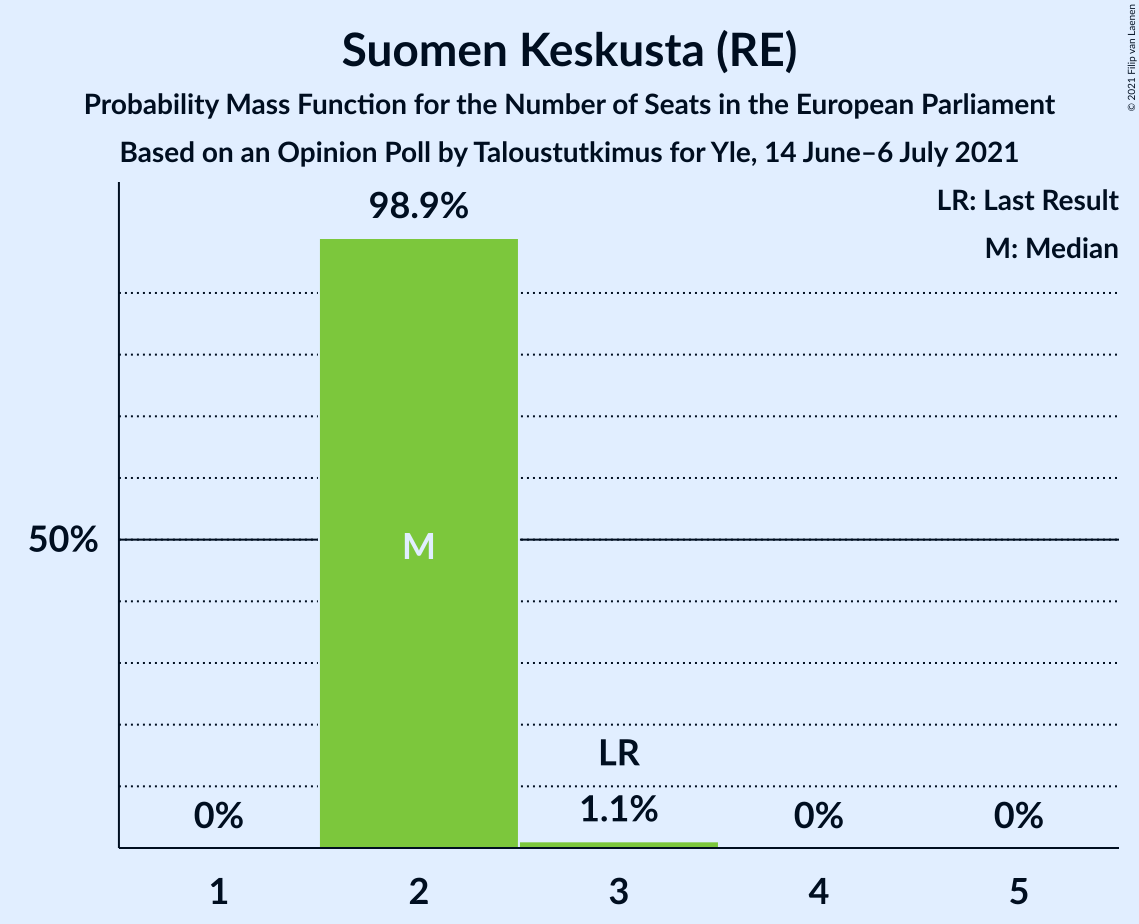 Suomen Keskusta (RE)
Probability Mass Function for the Number of Seats in the European Parliament
Based on an Opinion Poll by Taloustutkimus for Yle, 14 June–6 July 2021
© 2021 Filip van Laenen
LR: Last Result
M: Median
98.9%
50%
M
LR
0%
1.1%
0%
0%
1
2
3
4
5